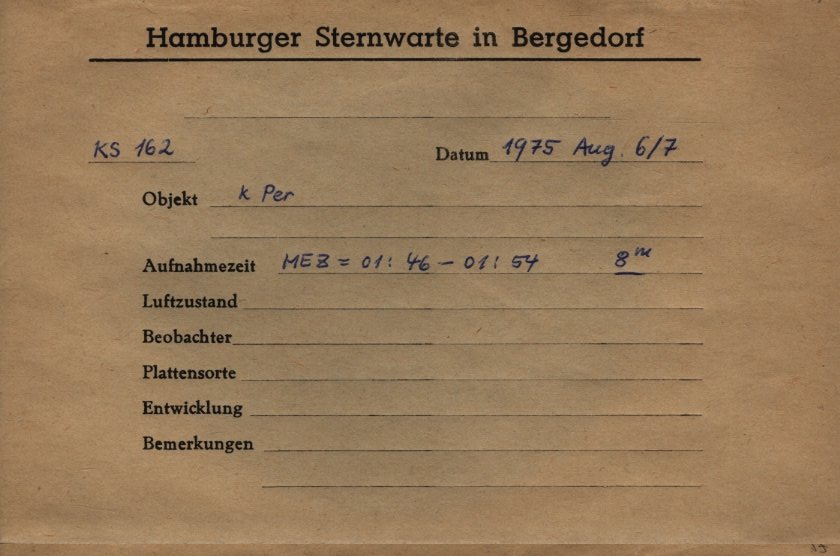 Hamburger Sternwarte in Bergedorf
KS 162 Datum 1975 Aug. 6/7
Objekt k Per
Aufnahmezeit MEZ = 01:46 - 01:54 8m
Luftzustand
Beobachter
Plattensorte
Entwicklung
Bemerkungen